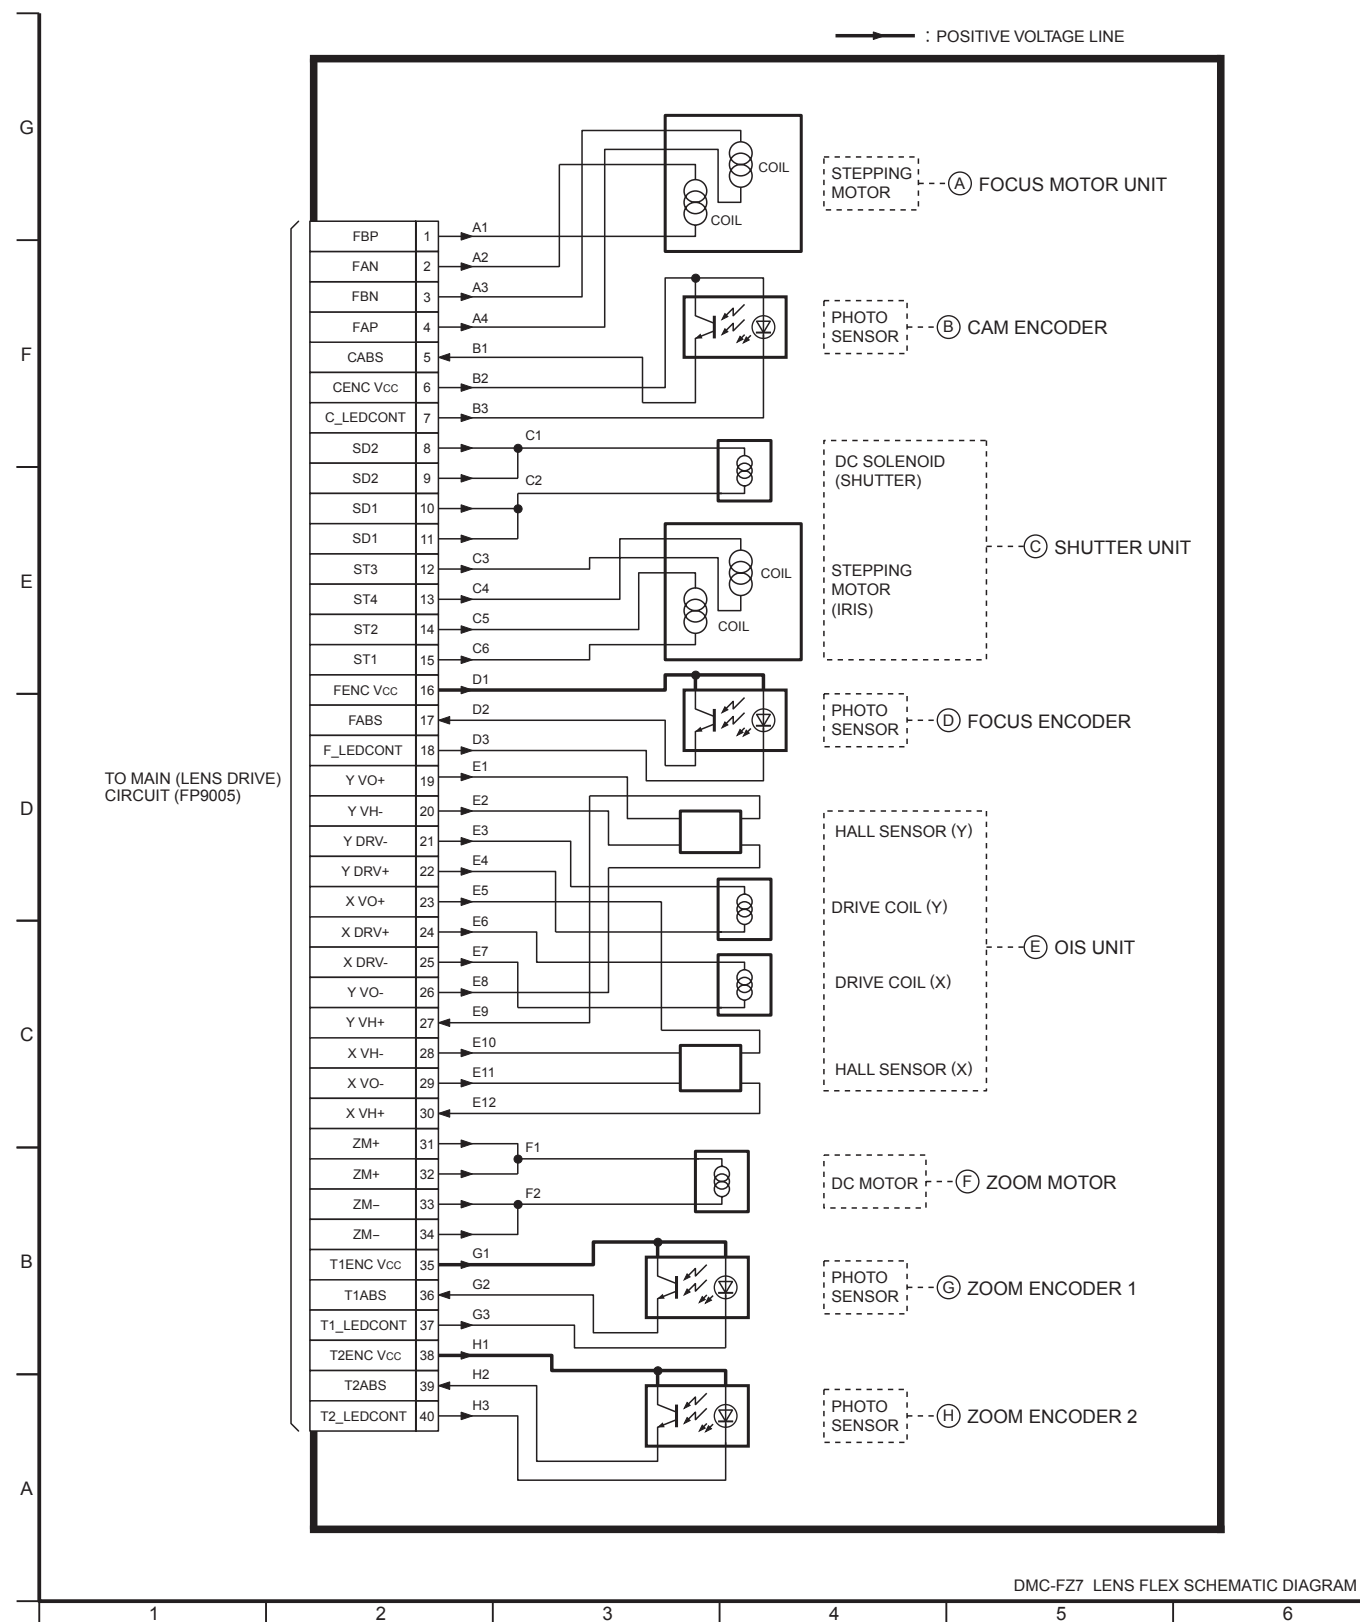 : POSITIVE VOLTAGE LINE
G
COIL
COIL
STEPPING
MOTOR
A FOCUS MOTOR UNIT
FBP 1 A1
FAN 2 A2
FBN 3 A3
FAP 4 A4
PHOTO
SENSOR
B CAM ENCODER
F
CABS 5 B1
CENC Vcc 6 B2
C_LEDCONT 7 B3
SD2 8 C1
SD2 9 C2
SD1 10
SD1 11
DC SOLENOID
(SHUTTER)
C SHUTTER UNIT
E
ST3 12 C3
ST4 13 C4
ST2 14 C5
ST1 15 C6
COIL
COIL
STEPPING
MOTOR
(IRIS)
FENC Vcc 16 D1
FABS 17 D2
F_LEDCONT 18 D3
PHOTO
SENSOR
D FOCUS ENCODER
TO MAIN (LENS DRIVE)
CIRCUIT (FP9005)
D
Y VO+ 19 E1
Y VH- 20 E2
Y DRV- 21 E3
Y DRV+ 22 E4
X VO+ 23 E5
X DRV+ 24 E6
X DRV- 25 E7
Y VO- 26 E8
Y VH+ 27 E9
X VH- 28 E10
X VO- 29 E11
X VH+ 30 E12
HALL SENSOR (Y)
DRIVE COIL (Y)
E OIS UNIT
DRIVE COIL (X)
HALL SENSOR (X)
C
ZM+ 31 F1
ZM+ 32
ZM– 33 F2
ZM– 34
DC MOTOR
F ZOOM MOTOR
B
T1ENC Vcc 35 G1
T1ABS 36 G2
T1_LEDCONT 37 G3
PHOTO
SENSOR
G ZOOM ENCODER 1
T2ENC Vcc 38 H1
T2ABS 39 H2
T2_LEDCONT 40 H3
PHOTO
SENSOR
H ZOOM ENCODER 2
A
DMC-FZ7 LENS FLEX SCHEMATIC DIAGRAM
1 2 3 4 5 6